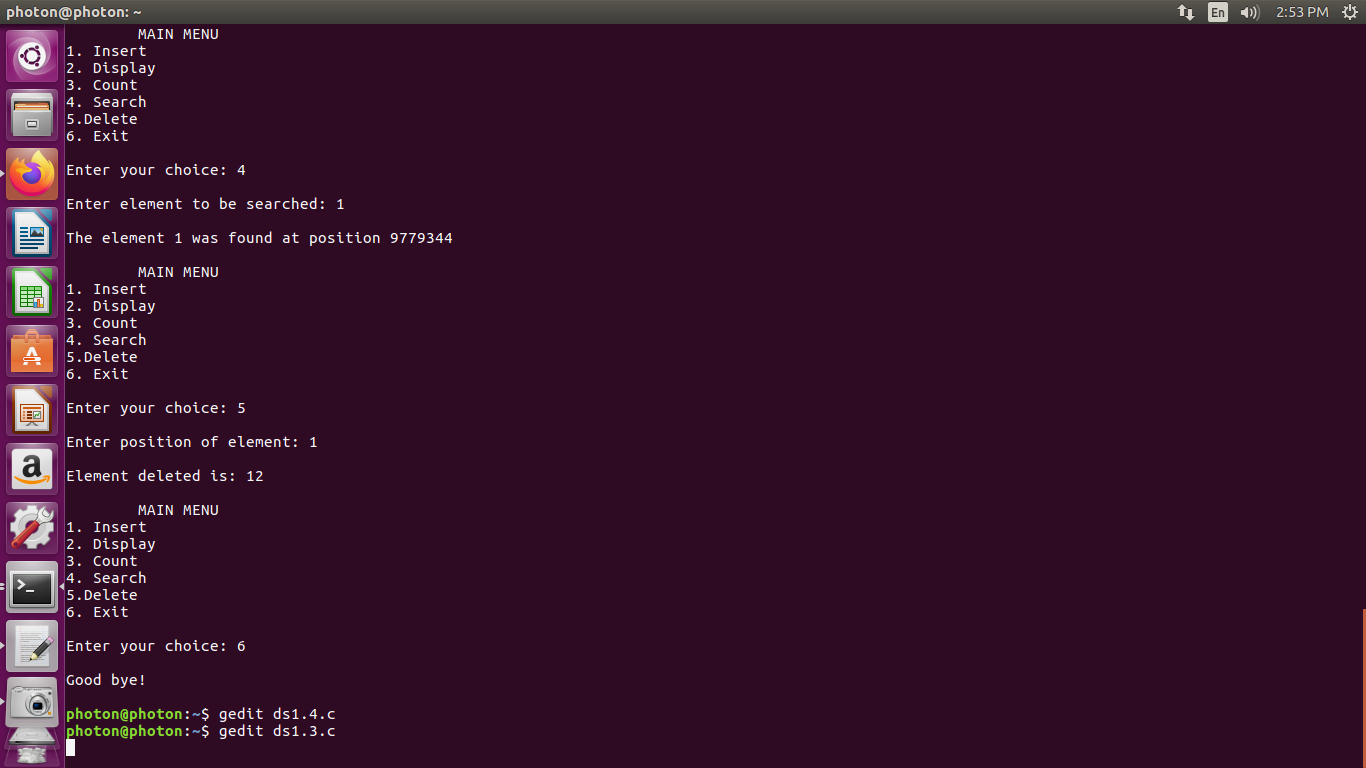 photon@photon: ~
En
2:53 PM
MAIN MENU
1. Insert
2. Display
3. Count
4. Search
5.Delete
6. Exit
Enter your choice: 4
Enter element to be searched: 1
The element 1 was found at position 9779344
MAIN MENU
1. Insert
2. Display
3. Count
4. Search
5.Delete
6. Exit
Enter your choice: 5
Enter position of element: 1
Element deleted is: 12
MAIN MENU
1. Insert
2. Display
3. Count
4. Search
5.Delete
6. Exit
Enter your choice: 6
Good bye!
photon@photon:~$ gedit ds1.4.c
photon@photon:~$ gedit ds1.3.c